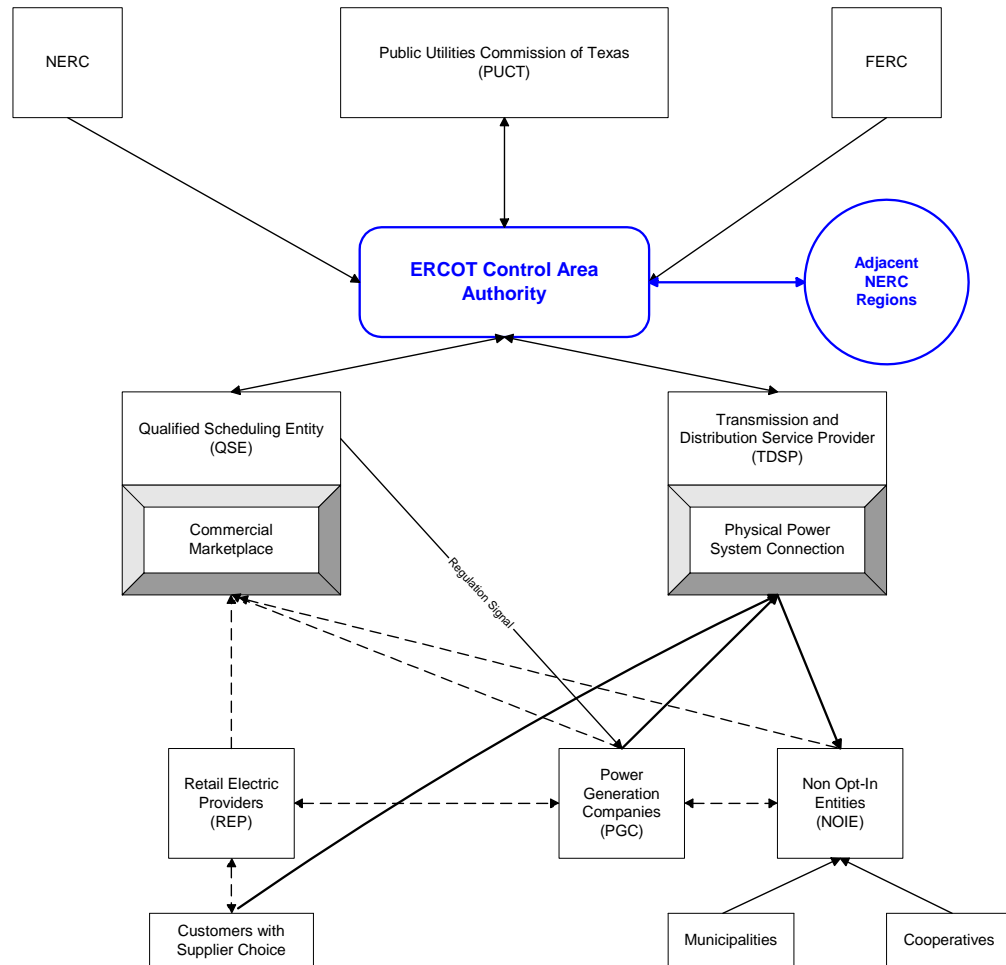 NERC
Public Utilities Commission of Texas
(PUCT)
FERC
ERCOT Control Area
Authority
Adjacent
NERC
Regions
Qualified Scheduling Entity
(QSE)
Transmission and
Distribution Service Provider
(TDSP)
Commercial
Marketplace
Physical Power
System Connection
Regulation Signal
Retail Electric
Providers
(REP)
Power
Generation
Companies
(PGC)
Non Opt-In
Entities
(NOIE)
Customers with
Supplier Choice
Municipalities
Cooperatives